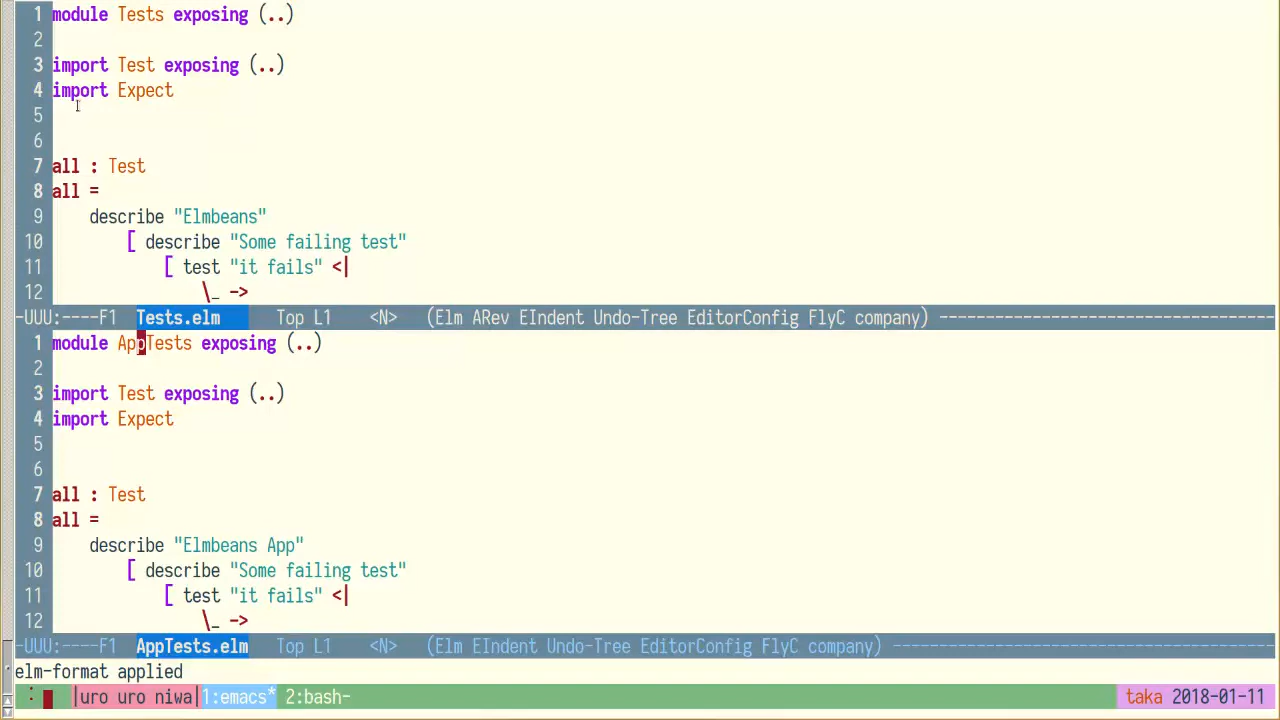 1 module Tests exposing (..)
2
3 import Test exposing (..)
4 import Expect
5
6
7 all : Test
8 all =
9 describe "Elmbeans"
10 [ describe "Some failing test"
11 [ test "it fails" <|
12 \_ ->
-UUU:----F1 Tests.elm Top L1 <N> (Elm ARev EIndent Undo-Tree EditorConfig FlyC company) ------------------------------------
1 module AppTests exposing (..)
2
3 import Test exposing (..)
4 import Expect
5
6
7 all : Test
8 all =
9 describe "Elmbeans App"
10 [ describe "Some failing test"
11 [ test "it fails" <|
12 \_ ->
-UUU:----F1 AppTests.elm Top L1 <N> (Elm EIndent Undo-Tree EditorConfig FlyC company) -----------------------------------------
elm-format applied
: |uro uro niwa|1:emacs* 2:bash- taka 2018-01-11